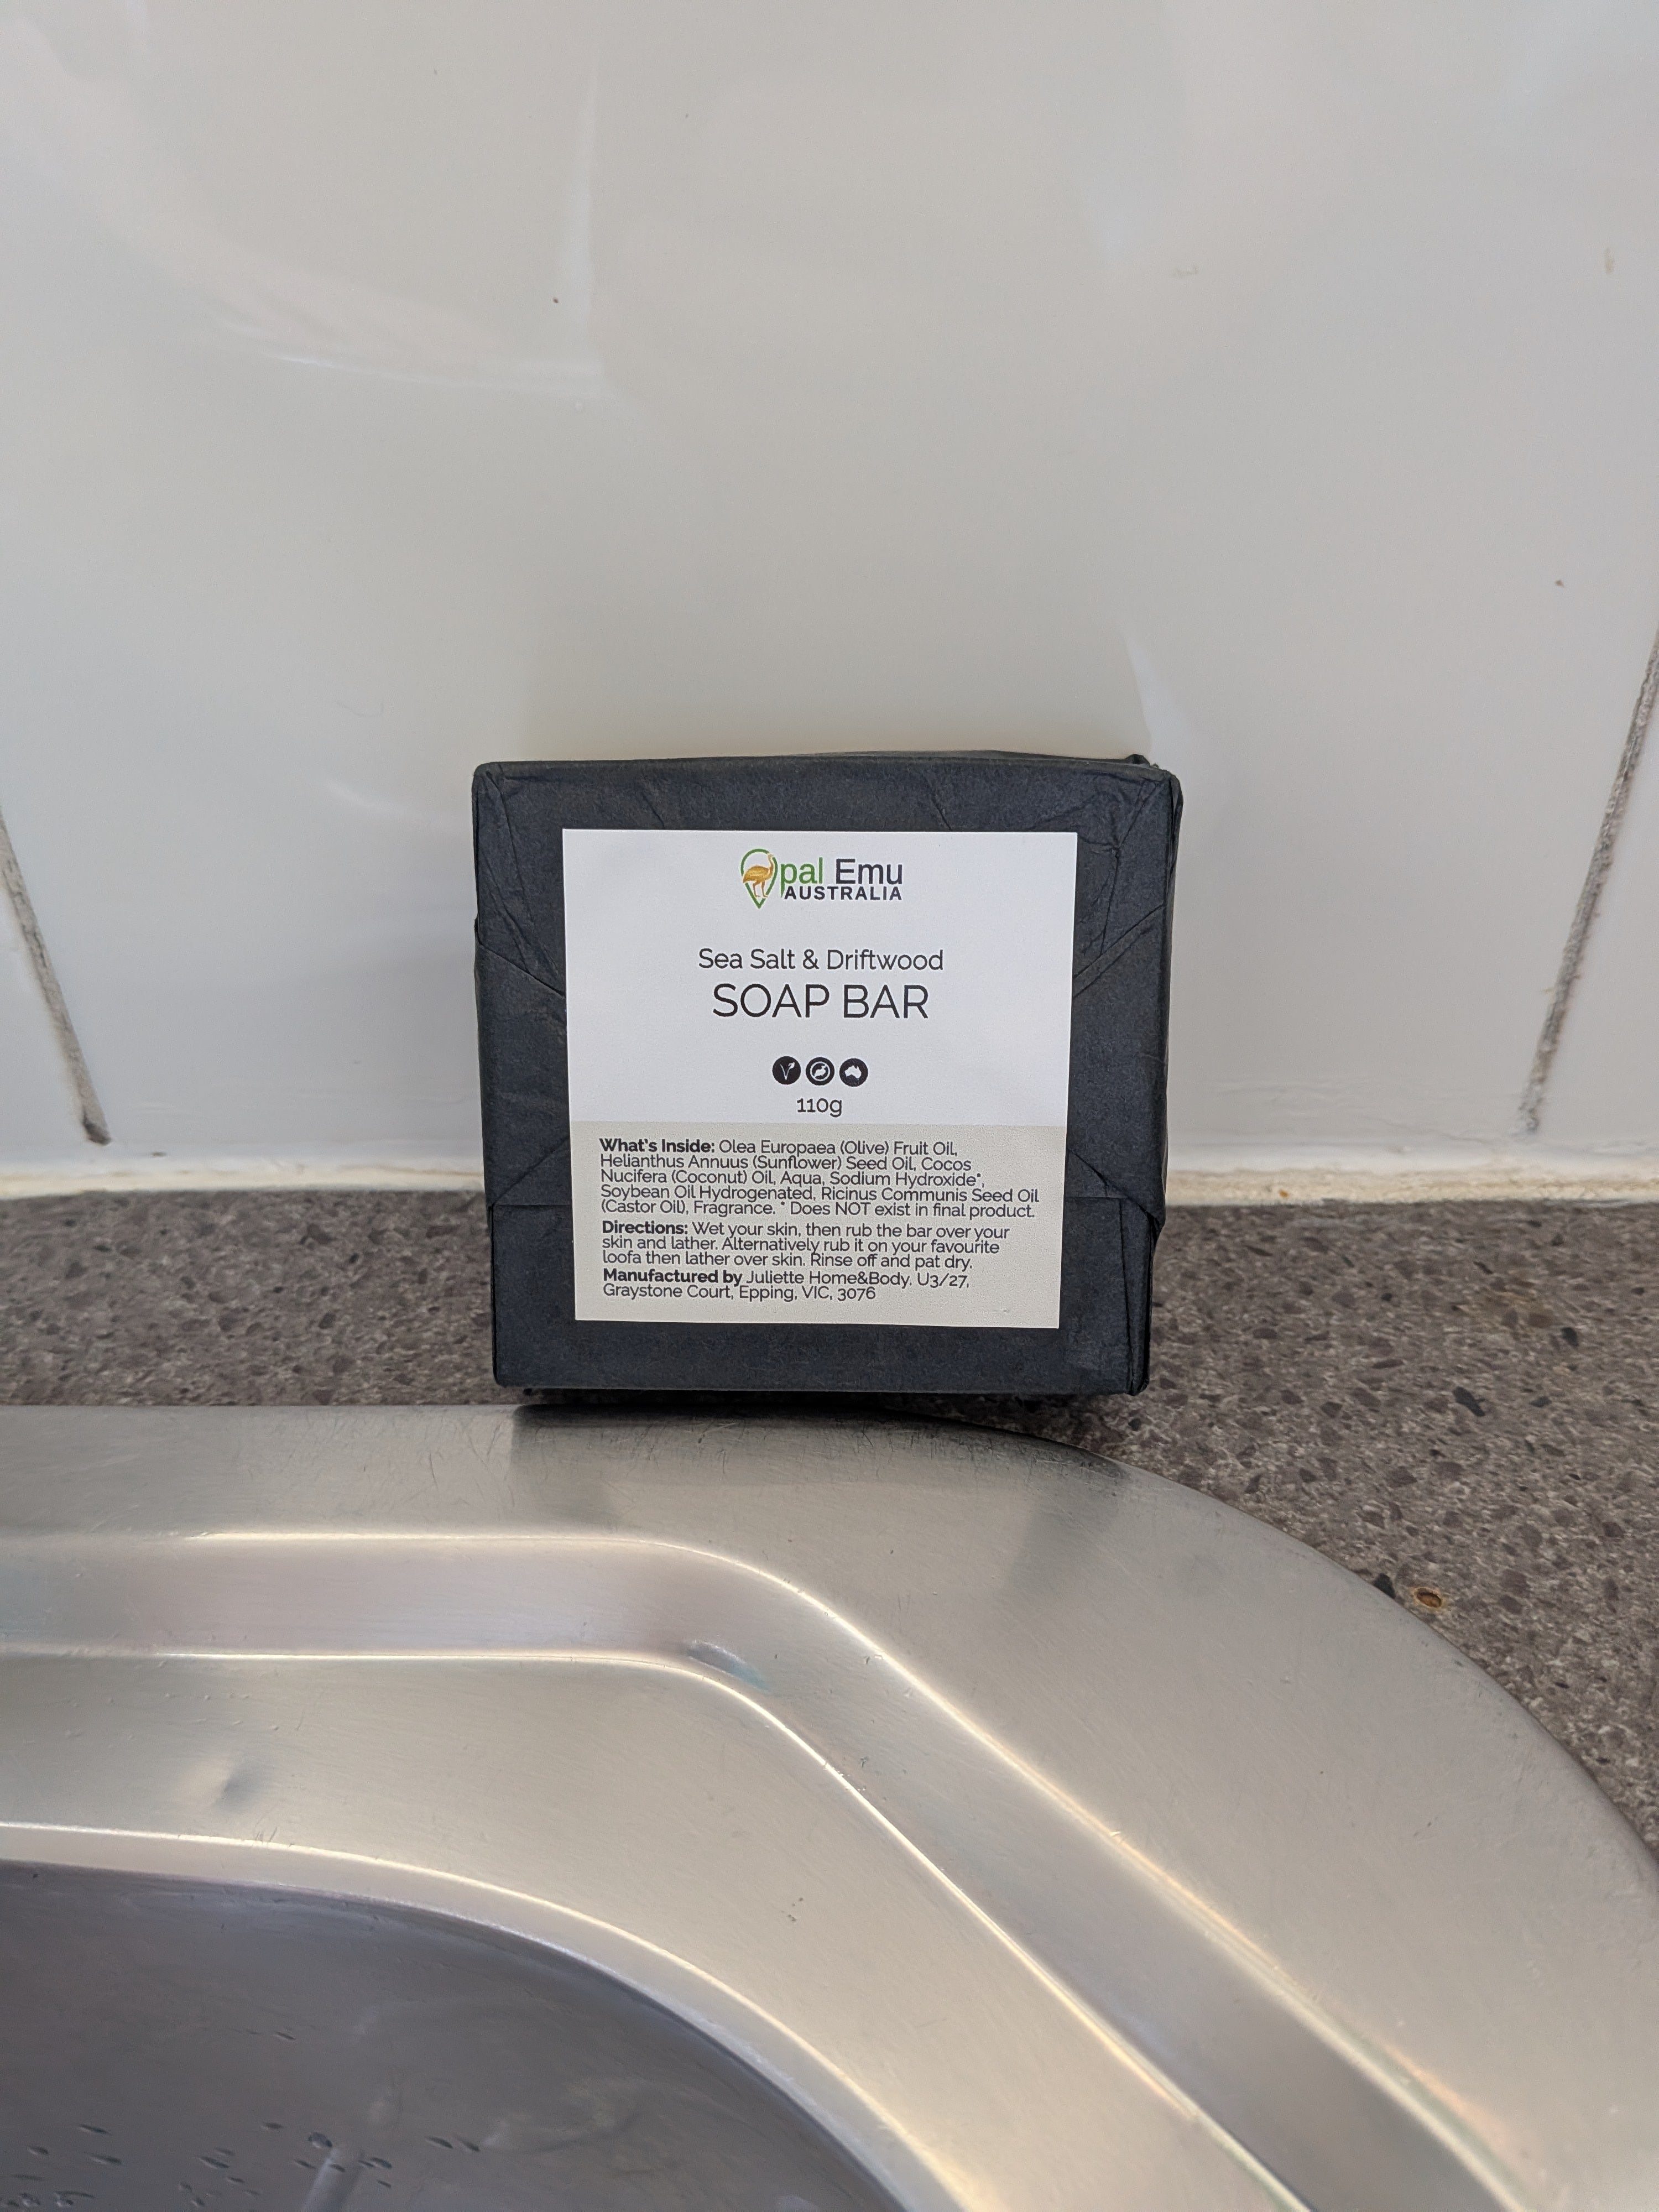 Opal Emu
AUSTRALIA
Sea Salt & Driftwood
SOAP BAR
110g
What's Inside: Olea Europaea (Olive) Fruit Oil,
Helianthus Annuus (Sunflower) Seed Oil, Cocos
Nucifera (Coconut) Oil, Aqua, Sodium Hydroxide*,
Soybean Oil Hydrogenated, Ricinus Communis Seed Oil
(Castor Oil), Fragrance. * Does NOT exist in final product.
Directions: Wet your skin, then rub the bar over your
skin and lather. Alternatively rub it on your favourite
loofa then lather over skin. Rinse off and pat dry.
Manufactured by Juliette Home&Body. U3/27,
Graystone Court, Epping, VIC, 3076